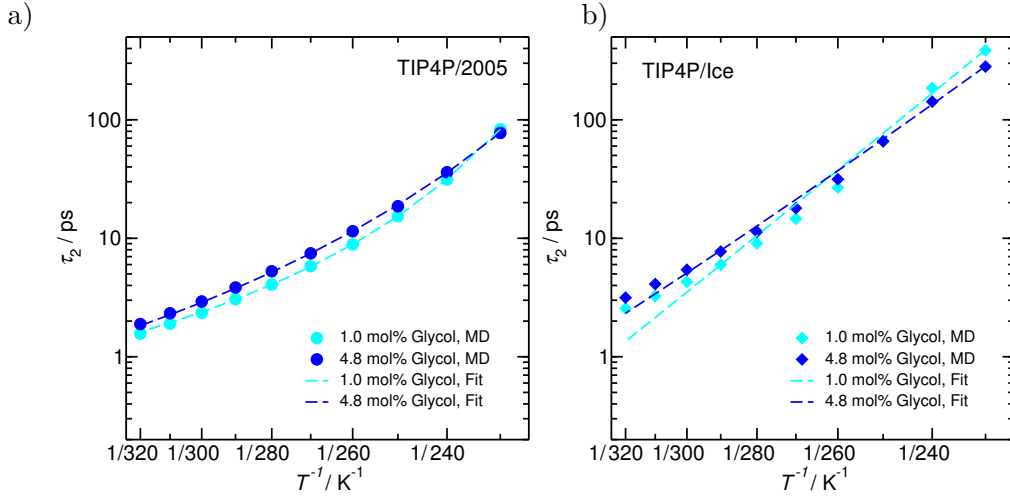 a)
TIP4P/2005
100
10
1
τ₂ / ps
1.0 mol% Glycol, MD
4.8 mol% Glycol, MD
1.0 mol% Glycol, Fit
4.8 mol% Glycol, Fit
1/320 1/300 1/280 1/260 1/240
T⁻¹/ K⁻¹
b)
TIP4P/Ice
100
10
1
τ₂ / ps
1.0 mol% Glycol, MD
4.8 mol% Glycol, MD
1.0 mol% Glycol, Fit
4.8 mol% Glycol, Fit
1/320 1/300 1/280 1/260 1/240
T⁻¹/ K⁻¹